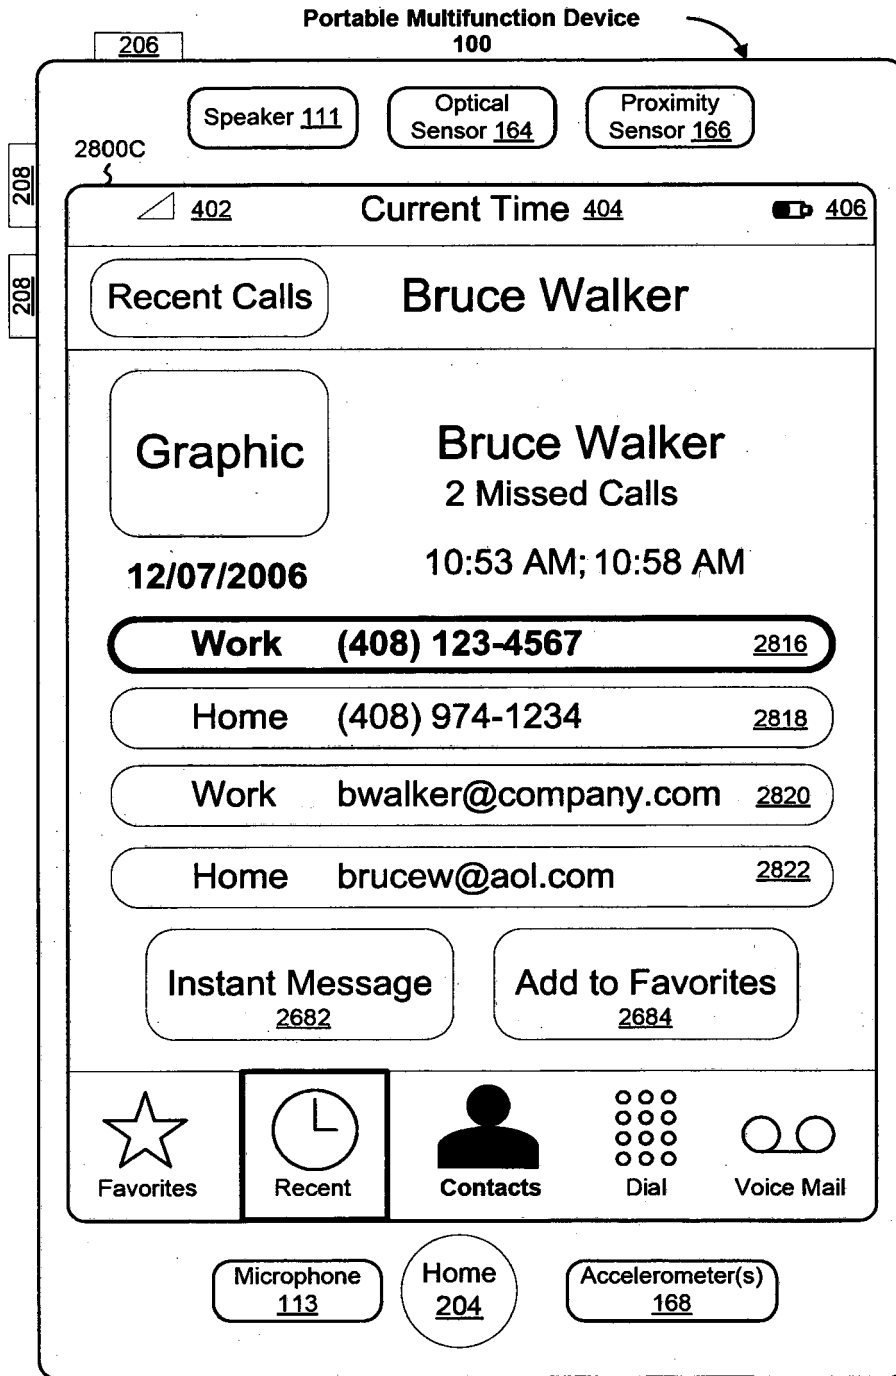 Portable Multifunction Device
100
206
Speaker 111
Optical
Sensor 164
Proximity
Sensor 166
2800C
208
208
402
Current Time 404
406
Recent Calls
Bruce Walker
Graphic
Bruce Walker
2 Missed Calls
12/07/2006
10:53 AM; 10:58 AM
Work (408) 123-4567 2816
Home (408) 974-1234 2818
Work bwalker@company.com 2820
Home brucew@aol.com 2822
Instant Message
2682
Add to Favorites
2684
Favorites
Recent
Contacts
Dial
Voice Mail
Microphone
113
Home
204
Accelerometer(s)
168